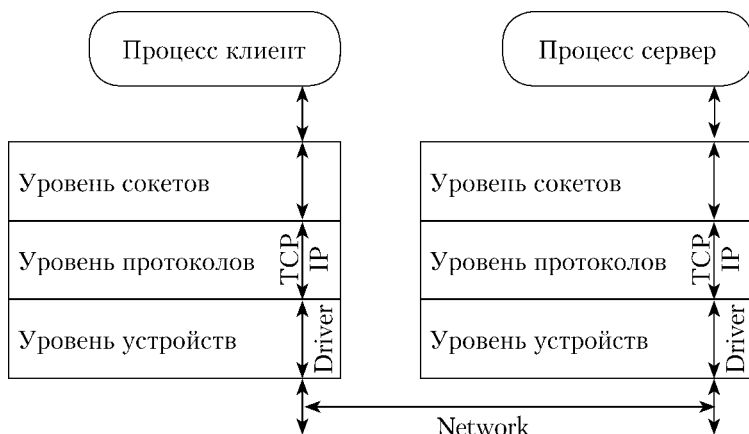 Процесс клиент
Процесс сервер
Уровень сокетов
Уровень сокетов
Уровень протоколов
TCP
IP
Уровень протоколов
TCP
IP
Уровень устройств
Driver
Уровень устройств
Driver
Network